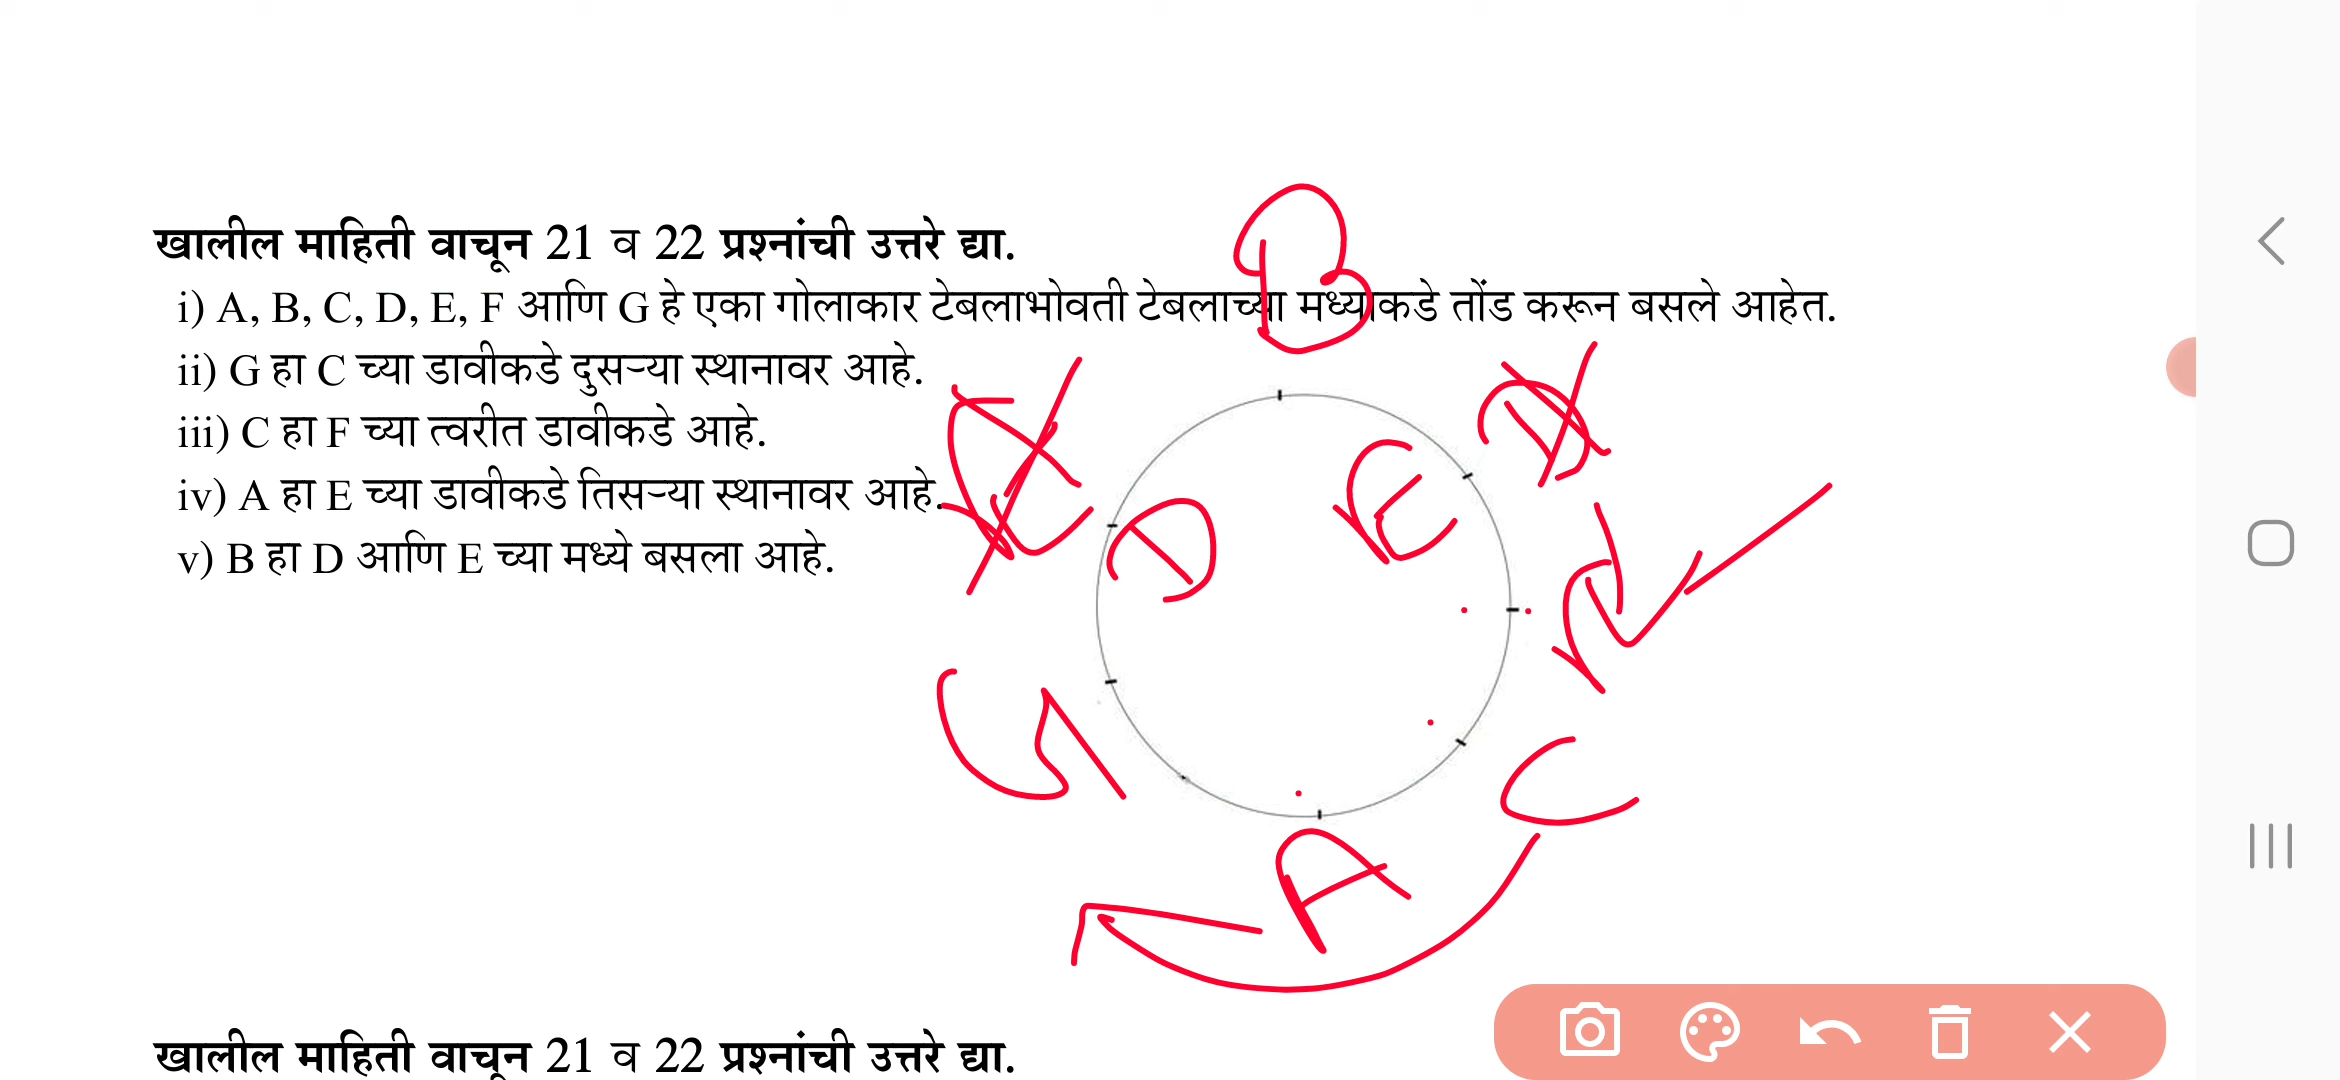 खालील माहिती वाचून 21 व 22 प्रश्नांची उत्तरे द्या.
i) A, B, C, D, E, F आणि G हे एका गोलाकार टेबलाभोवती टेबलाच्या मध्याकडे तोंड करून बसले आहेत.
ii) G हा C च्या डावीकडे दुसऱ्या स्थानावर आहे.
iii) C हा F च्या त्वरीत डावीकडे आहे.
iv) A हा E च्या डावीकडे तिसऱ्या स्थानावर आहे.
v) B हा D आणि E च्या मध्ये बसला आहे.
B
D
E
G
C
A
खालील माहिती वाचून 21 व 22 प्रश्नांची उत्तरे द्या.